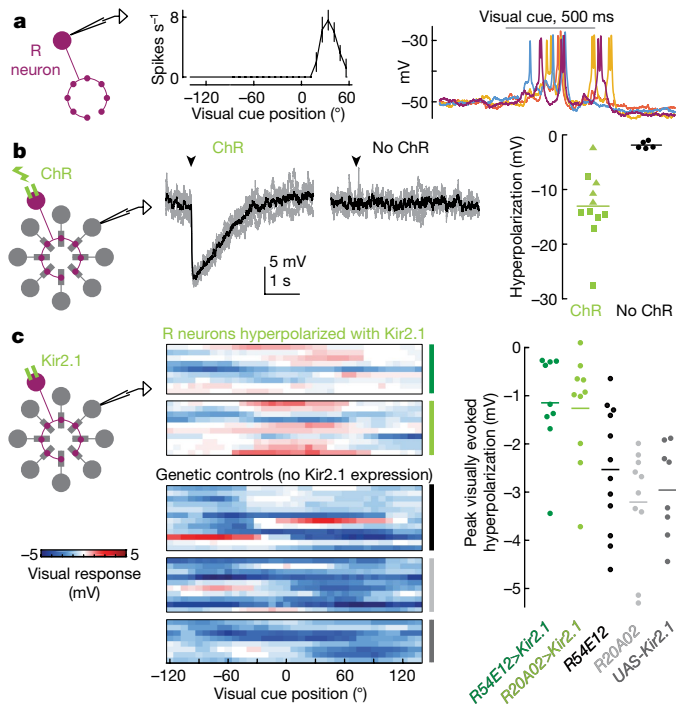 a
R
neuron
Spikes s⁻¹
8
0
−120
−60
0
60
Visual cue position (°)
Visual cue, 500 ms
mV
−30
−50
b
ChR
ChR
No ChR
5 mV
1 s
Hyperpolarization (mV)
0
−10
−20
−30
ChR
No ChR
c
Kir2.1
R neurons hyperpolarized with Kir2.1
Genetic controls (no Kir2.1 expression)
−5
5
Visual response
(mV)
−120
−60
0
60
120
Visual cue position (°)
Peak visually evoked
hyperpolarization (mV)
0
−1
−2
−3
−4
−5
R54E12>Kir2.1
R20A02>Kir2.1
R54E12
R20A02
UAS-Kir2.1